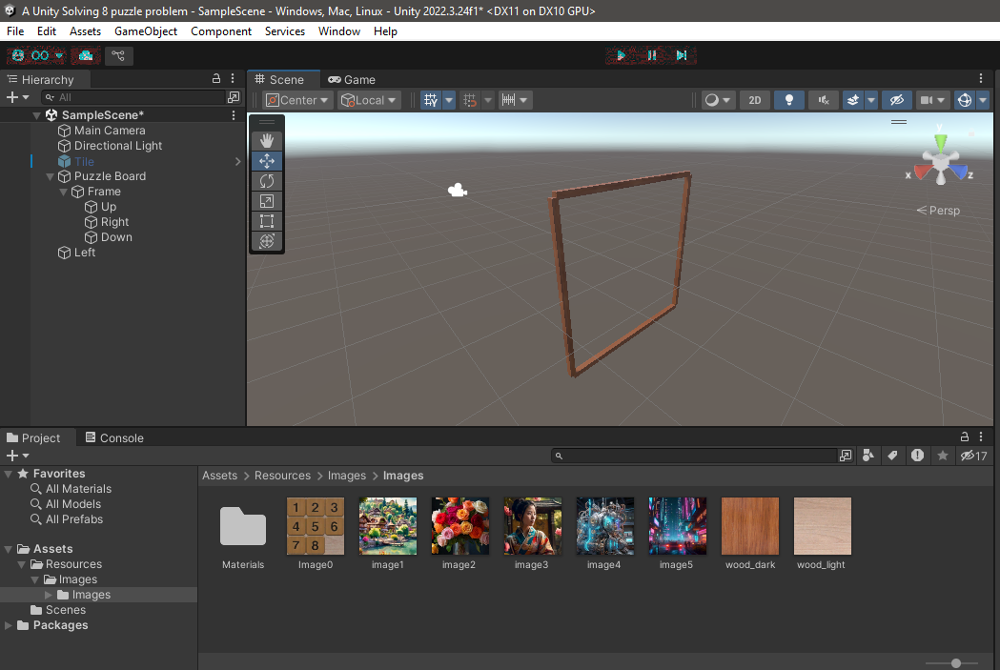 A Unity Solving 8 puzzle problem - SampleScene - Windows, Mac, Linux - Unity 2022.3.24f1* <DX11 on DX10 GPU>
File Edit Assets GameObject Component Services Window Help
Hierarchy
All
SampleScene*
Main Camera
Directional Light
Tile
Puzzle Board
Frame
Up
Right
Down
Left
Scene Game
Center Local 2D
y
x z
Persp
Project Console
17
Favorites
All Materials
All Models
All Prefabs
Assets
Resources
Images
Images
Scenes
Packages
Assets > Resources > Images > Images
1 2 3
4 5 6
7 8
Materials Image0 image1 image2 image3 image4 image5 wood_dark wood_light